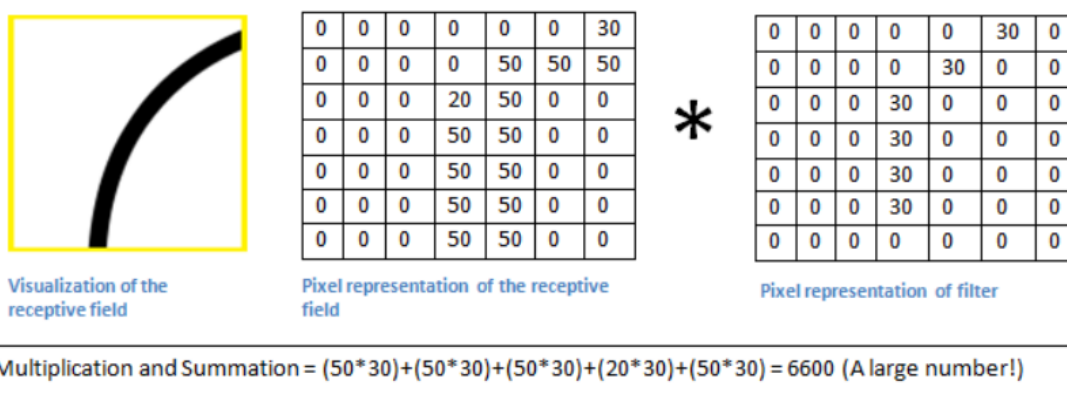 0 0 0 0 0 0 30
0 0 0 0 50 50 50
0 0 0 20 50 0 0
0 0 0 50 50 0 0
0 0 0 50 50 0 0
0 0 0 50 50 0 0
0 0 0 50 50 0 0
*
0 0 0 0 0 30 0
0 0 0 0 30 0 0
0 0 0 30 0 0 0
0 0 0 30 0 0 0
0 0 0 30 0 0 0
0 0 0 30 0 0 0
0 0 0 0 0 0 0
Visualization of the
receptive field
Pixel representation of the receptive
field
Pixel representation of filter
Multiplication and Summation = (50*30)+(50*30)+(50*30)+(20*30)+(50*30) = 6600 (A large number!)